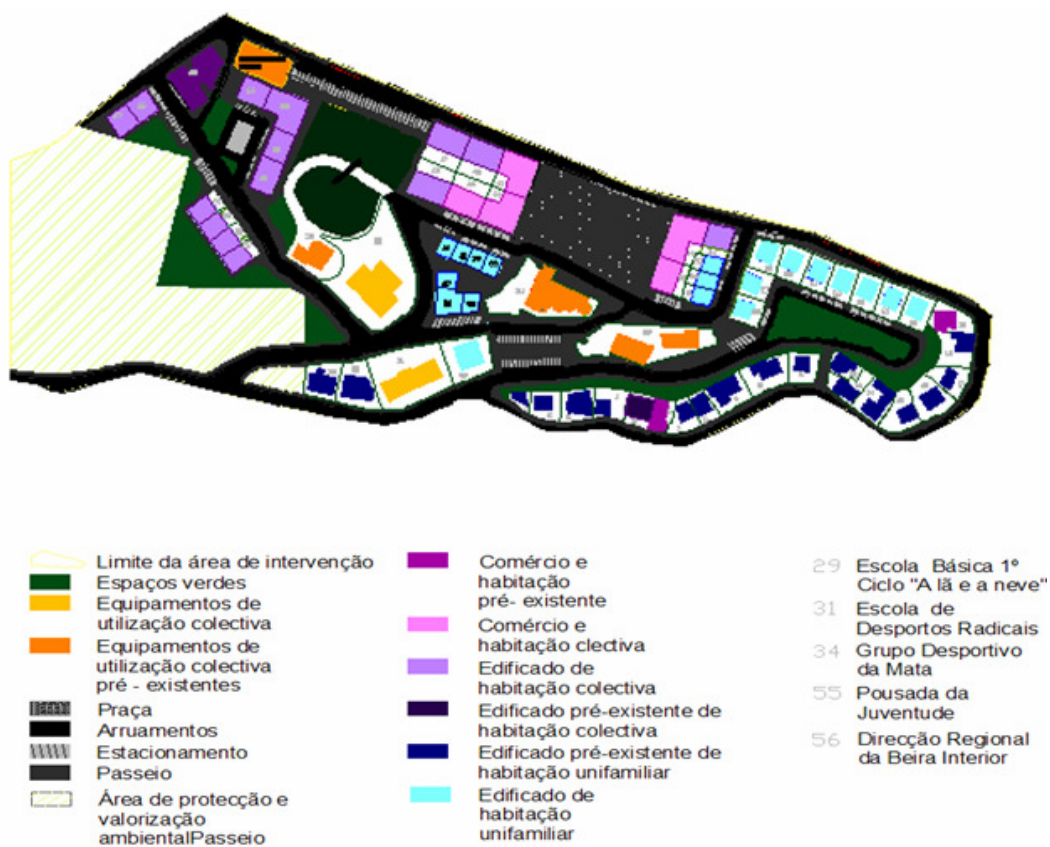 Limite da área de intervenção
Espaços verdes
Equipamentos de
utilização colectiva
Equipamentos de
utilização colectiva
pré - existentes
Praça
Arruamentos
Estacionamento
Passeio
Área de protecção e
valorização
ambientalPasseio
Comércio e
habitação
pré- existente
Comércio e
habitação clectiva
Edificado de
habitação colectiva
Edificado pré-existente de
habitação colectiva
Edificado pré-existente de
habitação unifamiliar
Edificado de
habitação
unifamiliar
29 Escola Básica 1º
Ciclo "A lã e a neve"
31 Escola de
Desportos Radicais
34 Grupo Desportivo
da Mata
55 Pousada da
Juventude
56 Direcção Regional
da Beira Interior